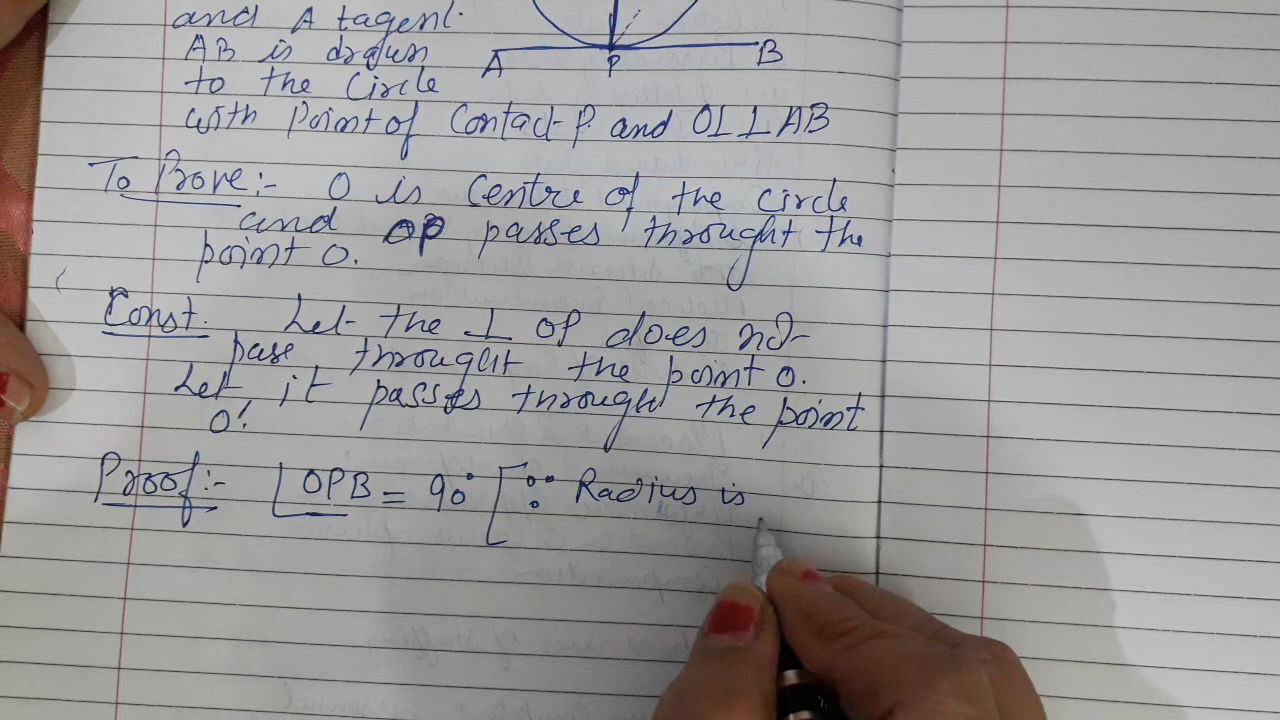 and A tagent.
AB is drawn
to the Circle
with Point of Contact P. and OL ⊥ AB
A
P
B
To Prove:- O is Centre of the circle
and OP passes throught the
point O.
Const. Let the ⊥ OP does not
pase throught the point O.
Let it passes through the point
O'.
Proof:- ∠OPB = 90° [∵ Radius is